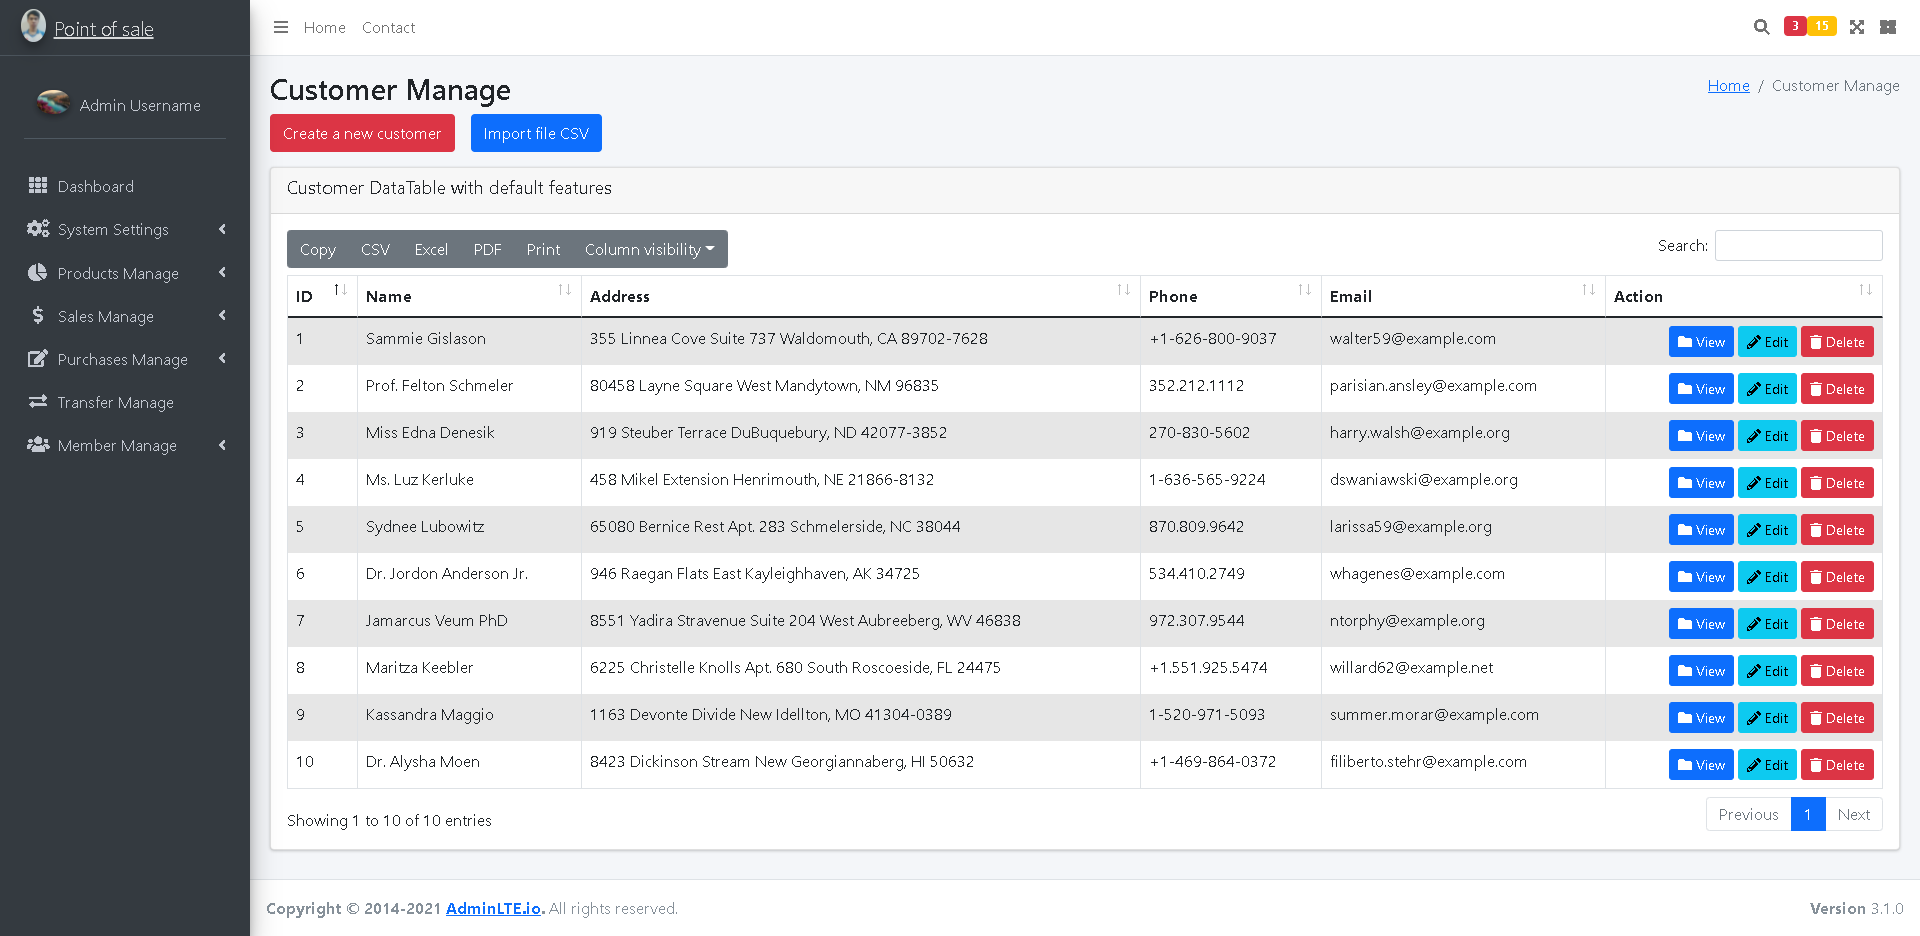 Point of sale
Home Contact
3 15
Admin Username
Dashboard
System Settings
Products Manage
Sales Manage
Purchases Manage
Transfer Manage
Member Manage
Customer Manage
Home / Customer Manage
Create a new customer Import file CSV
Customer DataTable with default features
Copy CSV Excel PDF Print Column visibility
Search:
ID Name Address Phone Email Action
1 Sammie Gislason 355 Linnea Cove Suite 737 Waldomouth, CA 89702-7628 +1-626-800-9037 walter59@example.com View Edit Delete
2 Prof. Felton Schmeler 80458 Layne Square West Mandytown, NM 96835 352.212.1112 parisian.ansley@example.com View Edit Delete
3 Miss Edna Denesik 919 Steuber Terrace DuBuquebury, ND 42077-3852 270-830-5602 harry.walsh@example.org View Edit Delete
4 Ms. Luz Kerluke 458 Mikel Extension Henrimouth, NE 21866-8132 1-636-565-9224 dswaniawski@example.org View Edit Delete
5 Sydnee Lubowitz 65080 Bernice Rest Apt. 283 Schmelerside, NC 38044 870.809.9642 larissa59@example.org View Edit Delete
6 Dr. Jordon Anderson Jr. 946 Raegan Flats East Kayleighhaven, AK 34725 534.410.2749 whagenes@example.com View Edit Delete
7 Jamarcus Veum PhD 8551 Yadira Stravenue Suite 204 West Aubreeberg, WV 46838 972.307.9544 ntorphy@example.org View Edit Delete
8 Maritza Keebler 6225 Christelle Knolls Apt. 680 South Roscoeside, FL 24475 +1.551.925.5474 willard62@example.net View Edit Delete
9 Kassandra Maggio 1163 Devonte Divide New Idellton, MO 41304-0389 1-520-971-5093 summer.morar@example.com View Edit Delete
10 Dr. Alysha Moen 8423 Dickinson Stream New Georgiannaberg, HI 50632 +1-469-864-0372 filiberto.stehr@example.com View Edit Delete
Showing 1 to 10 of 10 entries
Previous 1 Next
Copyright © 2014-2021 AdminLTE.io. All rights reserved.
Version 3.1.0